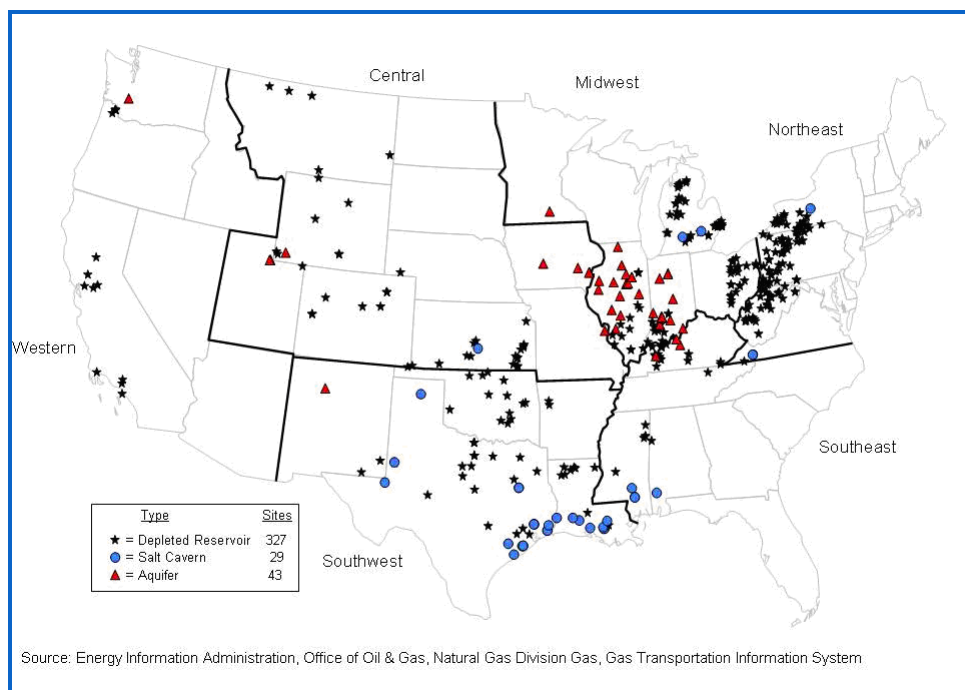 Central
Midwest
Northeast
Western
Southeast
Southwest
Type Sites
= Depleted Reservoir 327
= Salt Cavern 29
= Aquifer 43
Source: Energy Information Administration, Office of Oil & Gas, Natural Gas Division Gas, Gas Transportation Information System